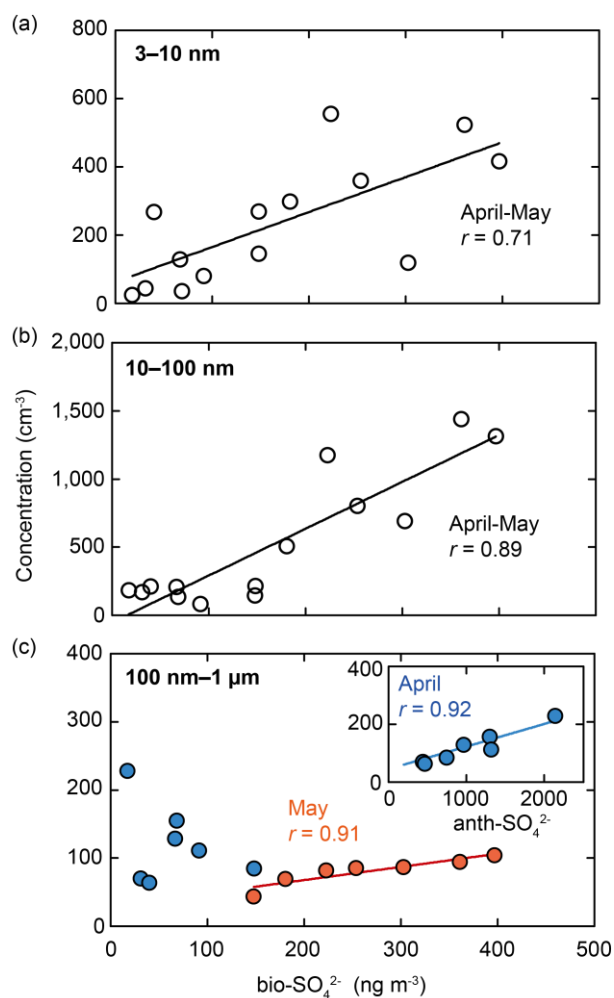 (a)
800
3–10 nm
600
400
April-May
r = 0.71
200
0
(b)
2,000
10–100 nm
1,500
1,000
April-May
r = 0.89
500
0
Concentration (cm⁻³)
(c)
400
100 nm–1 µm
300
200
100
0
May
r = 0.91
400
April
r = 0.92
200
0
1000
2000
anth-SO₄²⁻
0
100
200
300
400
500
bio-SO₄²⁻ (ng m⁻³)